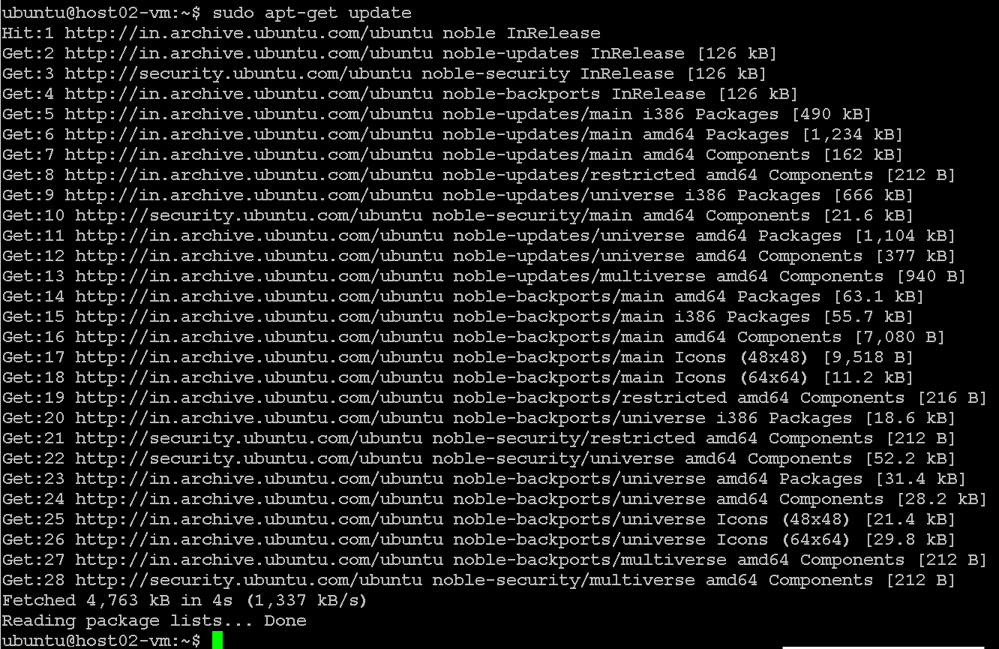 ubuntu@host02-vm:~$ sudo apt-get update
Hit:1 http://in.archive.ubuntu.com/ubuntu noble InRelease
Get:2 http://in.archive.ubuntu.com/ubuntu noble-updates InRelease [126 kB]
Get:3 http://security.ubuntu.com/ubuntu noble-security InRelease [126 kB]
Get:4 http://in.archive.ubuntu.com/ubuntu noble-backports InRelease [126 kB]
Get:5 http://in.archive.ubuntu.com/ubuntu noble-updates/main i386 Packages [490 kB]
Get:6 http://in.archive.ubuntu.com/ubuntu noble-updates/main amd64 Packages [1,234 kB]
Get:7 http://in.archive.ubuntu.com/ubuntu noble-updates/main amd64 Components [162 kB]
Get:8 http://in.archive.ubuntu.com/ubuntu noble-updates/restricted amd64 Components [212 B]
Get:9 http://in.archive.ubuntu.com/ubuntu noble-updates/universe i386 Packages [666 kB]
Get:10 http://security.ubuntu.com/ubuntu noble-security/main amd64 Components [21.6 kB]
Get:11 http://in.archive.ubuntu.com/ubuntu noble-updates/universe amd64 Packages [1,104 kB]
Get:12 http://in.archive.ubuntu.com/ubuntu noble-updates/universe amd64 Components [377 kB]
Get:13 http://in.archive.ubuntu.com/ubuntu noble-updates/multiverse amd64 Components [940 B]
Get:14 http://in.archive.ubuntu.com/ubuntu noble-backports/main amd64 Packages [63.1 kB]
Get:15 http://in.archive.ubuntu.com/ubuntu noble-backports/main i386 Packages [55.7 kB]
Get:16 http://in.archive.ubuntu.com/ubuntu noble-backports/main amd64 Components [7,080 B]
Get:17 http://in.archive.ubuntu.com/ubuntu noble-backports/main Icons (48x48) [9,518 B]
Get:18 http://in.archive.ubuntu.com/ubuntu noble-backports/main Icons (64x64) [11.2 kB]
Get:19 http://in.archive.ubuntu.com/ubuntu noble-backports/restricted amd64 Components [216 B]
Get:20 http://in.archive.ubuntu.com/ubuntu noble-backports/universe i386 Packages [18.6 kB]
Get:21 http://security.ubuntu.com/ubuntu noble-security/restricted amd64 Components [212 B]
Get:22 http://security.ubuntu.com/ubuntu noble-security/universe amd64 Components [52.2 kB]
Get:23 http://in.archive.ubuntu.com/ubuntu noble-backports/universe amd64 Packages [31.4 kB]
Get:24 http://in.archive.ubuntu.com/ubuntu noble-backports/universe amd64 Components [28.2 kB]
Get:25 http://in.archive.ubuntu.com/ubuntu noble-backports/universe Icons (48x48) [21.4 kB]
Get:26 http://in.archive.ubuntu.com/ubuntu noble-backports/universe Icons (64x64) [29.8 kB]
Get:27 http://in.archive.ubuntu.com/ubuntu noble-backports/multiverse amd64 Components [212 B]
Get:28 http://security.ubuntu.com/ubuntu noble-security/multiverse amd64 Components [212 B]
Fetched 4,763 kB in 4s (1,337 kB/s)
Reading package lists... Done
ubuntu@host02-vm:~$